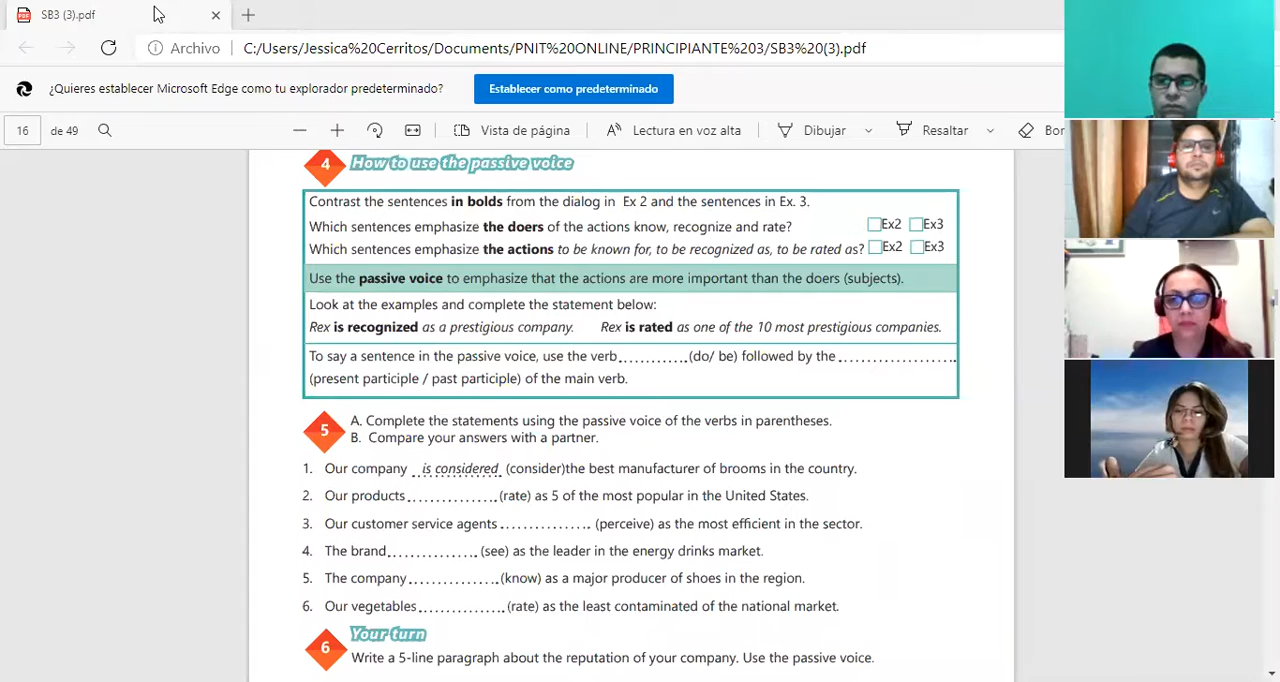 SB3 (3).pdf
Archivo C:/Users/Jessica%20Cerritos/Documents/PNIT%20ONLINE/PRINCIPIANTE%203/SB3%20(3).pdf
¿Quieres establecer Microsoft Edge como tu explorador predeterminado? Establecer como predeterminado
16 de 49 Vista de página Lectura en voz alta Dibujar Resaltar Bor
4 How to use the passive voice
Contrast the sentences in bolds from the dialog in Ex 2 and the sentences in Ex. 3.
Which sentences emphasize the doers of the actions know, recognize and rate? Ex2 Ex3
Which sentences emphasize the actions to be known for, to be recognized as, to be rated as? Ex2 Ex3
Use the passive voice to emphasize that the actions are more important than the doers (subjects).
Look at the examples and complete the statement below:
Rex is recognized as a prestigious company. Rex is rated as one of the 10 most prestigious companies.
To say a sentence in the passive voice, use the verb............(do/ be) followed by the ....................
(present participle / past participle) of the main verb.
5 A. Complete the statements using the passive voice of the verbs in parentheses.
B. Compare your answers with a partner.
1. Our company is considered (consider)the best manufacturer of brooms in the country.
2. Our products...............(rate) as 5 of the most popular in the United States.
3. Our customer service agents............... (perceive) as the most efficient in the sector.
4. The brand............... (see) as the leader in the energy drinks market.
5. The company...............(know) as a major producer of shoes in the region.
6. Our vegetables...............(rate) as the least contaminated of the national market.
6 Your turn
Write a 5-line paragraph about the reputation of your company. Use the passive voice.